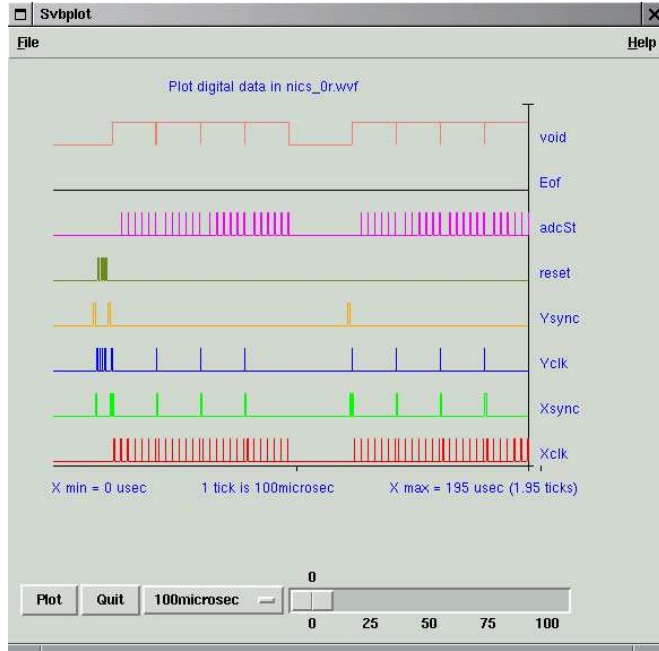 Svbplot
File Help
Plot digital data in nics_0r.wvf
void
Eof
adcSt
reset
Ysync
Yclk
Xsync
Xclk
X min = 0 usec 1 tick is 100microsec X max = 195 usec (1.95 ticks)
0
Plot Quit 100microsec
0 25 50 75 100